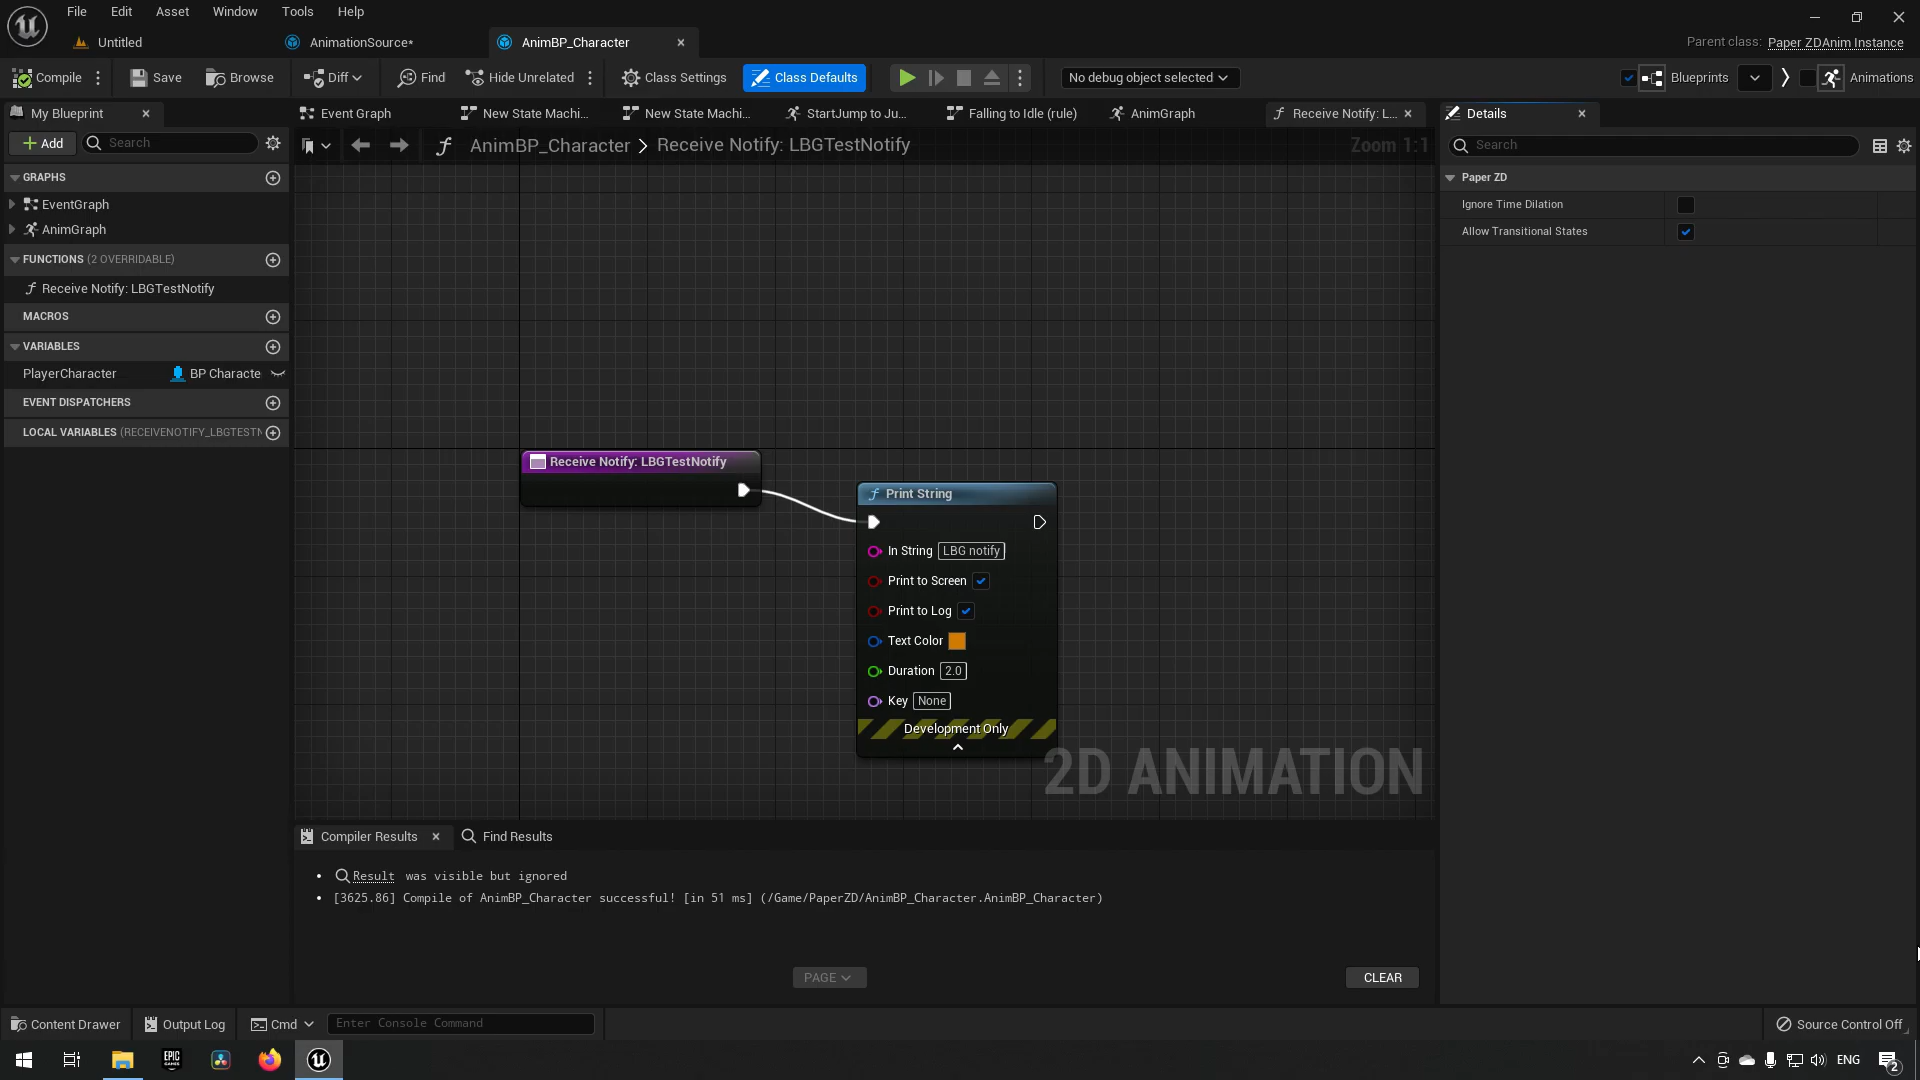 File Edit Asset Window Tools Help
Untitled
AnimationSource*
AnimBP_Character
Parent class: Paper ZDAnim Instance
Compile
Save
Browse
Diff
Find
Hide Unrelated
Class Settings
Class Defaults
No debug object selected
Blueprints
Animations
My Blueprint
Event Graph
New State Machi...
New State Machi...
StartJump to Ju...
Falling to Idle (rule)
AnimGraph
Receive Notify: L...
Details
Add
Search
AnimBP_Character > Receive Notify: LBGTestNotify
Zoom 1:1
Search
GRAPHS
EventGraph
AnimGraph
FUNCTIONS (2 OVERRIDABLE)
Receive Notify: LBGTestNotify
MACROS
VARIABLES
PlayerCharacter
BP Characte
EVENT DISPATCHERS
LOCAL VARIABLES (RECEIVENOTIFY_LBGTESTN
Receive Notify: LBGTestNotify
Print String
In String LBG notify
Print to Screen
Print to Log
Text Color
Duration 2.0
Key None
Development Only
2D ANIMATION
Paper ZD
Ignore Time Dilation
Allow Transitional States
Compiler Results
Find Results
Result was visible but ignored
[3625.86] Compile of AnimBP_Character successful! [in 51 ms] (/Game/PaperZD/AnimBP_Character.AnimBP_Character)
PAGE
CLEAR
Content Drawer
Output Log
Cmd
Enter Console Command
Source Control Off
EPIC GAMES
ENG
2